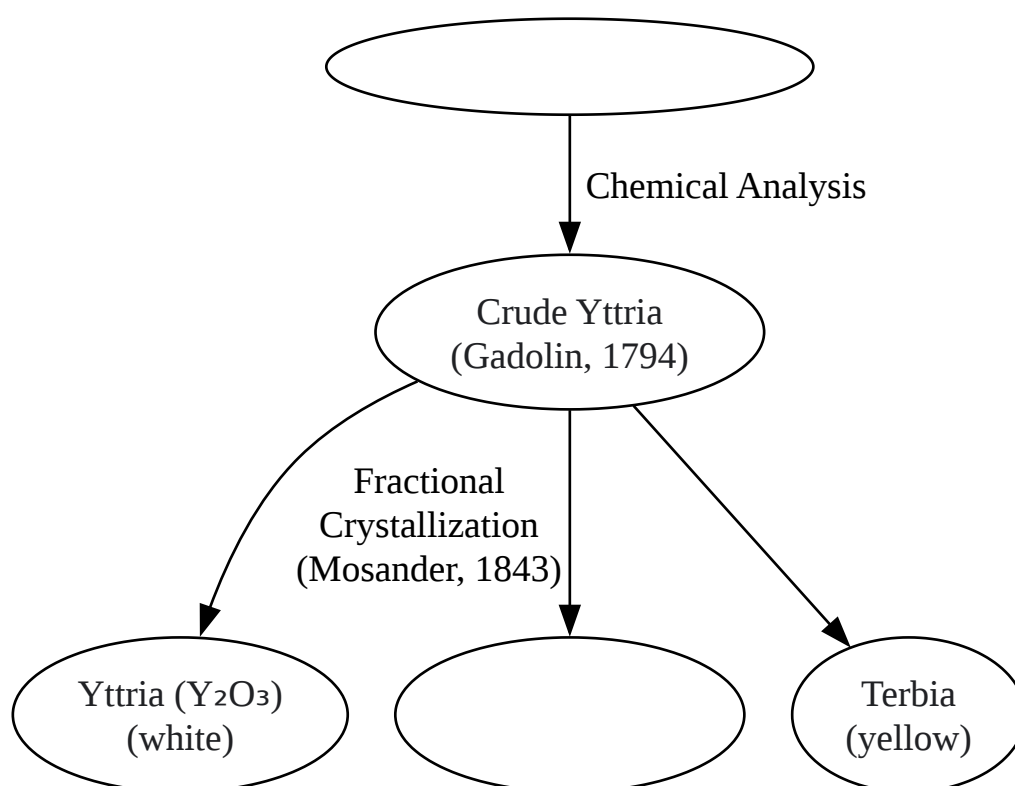 Chemical Analysis
Crude Yttria
(Gadolin, 1794)
Fractional
Crystallization
(Mosander, 1843)
Yttria (Y₂O₃)
(white)
Terbia
(yellow)